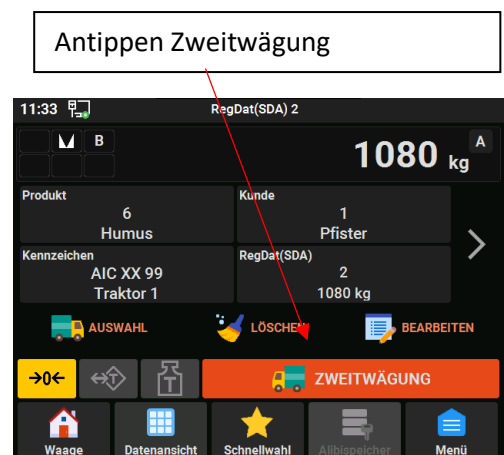 Antippen Zweitwägung
11:33 RegDat(SDA) 2
B
1080 kg A
Produkt
6
Humus
Kunde
1
Pfister
Kennzeichen
AIC XX 99
Traktor 1
RegDat(SDA)
2
1080 kg
AUSWAHL LÖSCHEN BEARBEITEN
→0← T T ZWEITWÄGUNG
Waage Datenansicht Schnellwahl Alibispeicher Menü